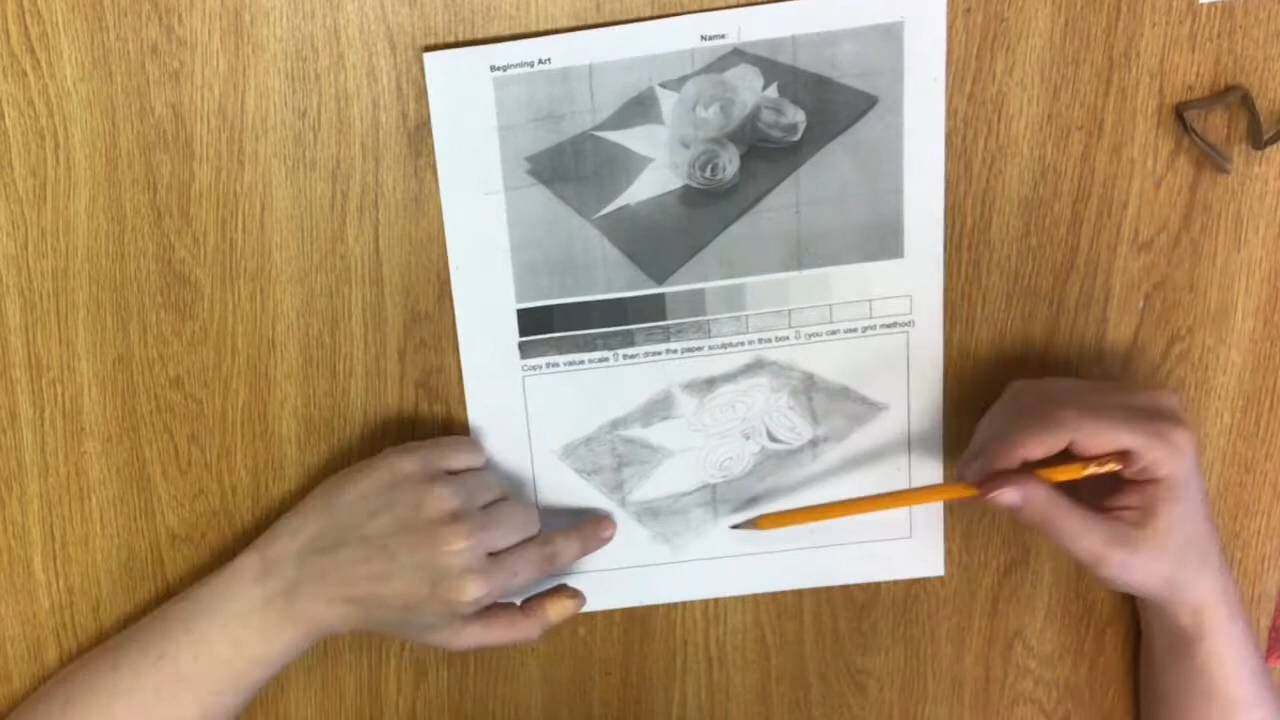 Name:
Beginning Art
Copy this value scale ⇧ then draw the paper sculpture in this box ⇩ (you can use grid method)